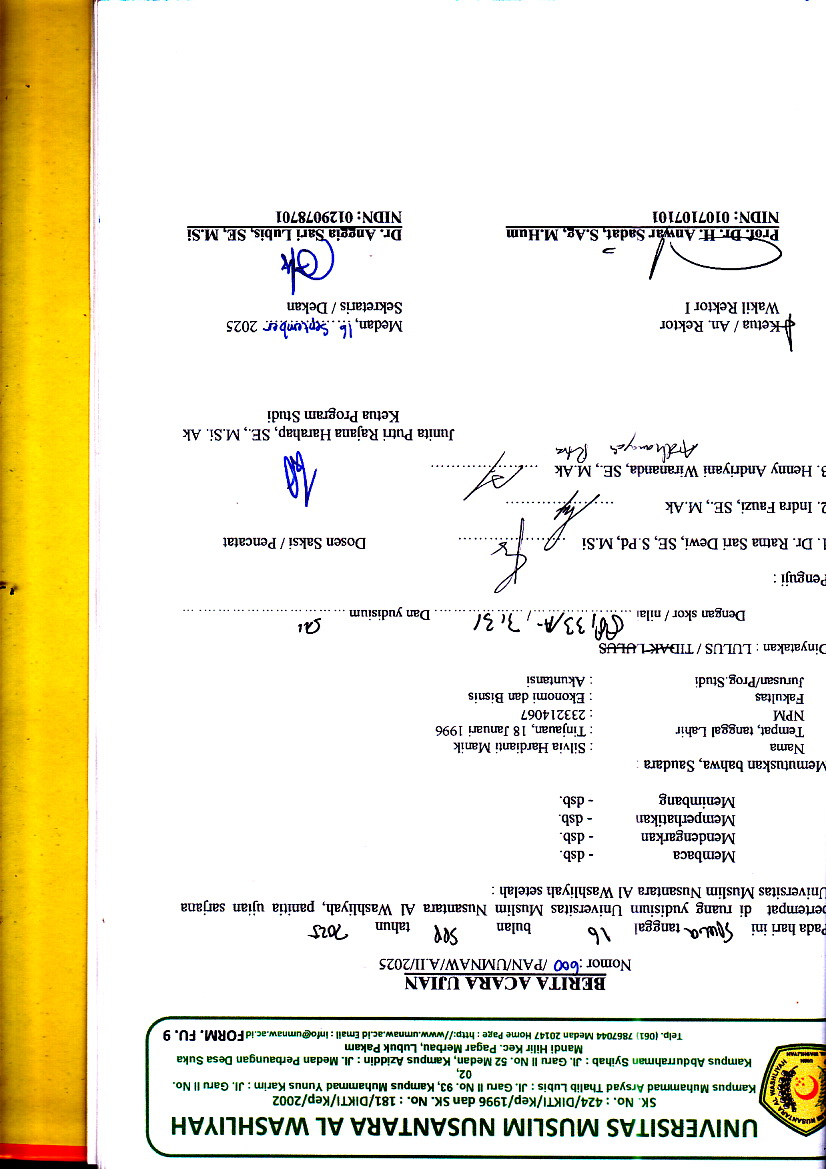 UNIVERSITAS MUSLIM NUSANTARA AL WASHLIYAH
SK. No. : 424/DIKTI/Kep/1996 dan SK. No. : 181/DIKTI/Kep/2002
Kampus Muhammad Arsyad Thalib Lubis : Jl. Garu II No. 93, Kampus Muhammad Yunus Karim : Jl. Garu II No. 02,
Kampus Abdurrahman Syihab : Jl. Garu II No. 52 Medan, Kampus Aziddin : Jl. Medan Perbaungan Desa Suka
Mandi Hilir Kec. Pagar Merbau, Lubuk Pakam
Telp. (061) 7867044 Medan 20147 Home Page : http://www.umnaw.ac.id Email : info@umnaw.ac.id FORM. FU. 9
BERITA ACARA UJIAN
Nomor : 600 /PAN/UMNAW/A.II/2025
Pada hari ini Selasa tanggal 16 bulan Sep tahun 2025
bertempat di ruang yudisium Universitas Muslim Nusantara Al Washliyah, panitia ujian sarjana
Universitas Muslim Nusantara Al Washliyah setelah :
Membaca - dsb.
Mendengarkan - dsb.
Memperhatikan - dsb.
Menimbang - dsb.
Memutuskan bahwa, Saudara :
Nama : Silvia Hardianti Manik
Tempat, tanggal Lahir : Tinjauan, 18 Januari 1996
NPM : 233214067
Fakultas : Ekonomi dan Bisnis
Jurusan/Prog.Studi : Akuntansi
Dinyatakan : LULUS / TIDAK LULUS
Dengan skor / nilai 33/A- / 3,31 Dan yudisium
Penguji :
1. Dr. Ratna Sari Dewi, SE, S.Pd, M.Si
Dosen Saksi / Pencatat
2. Indra Fauzi, SE., M.Ak
3. Henny Andriyani Wirananda, SE., M.Ak
Junita Putri Rajana Harahap, SE., M.Si. Ak
Ketua Program Studi
Ketua / An. Rektor
Wakil Rektor I
Medan, 16 September 2025
Sekretaris / Dekan
Prof. Dr. H. Anwar Sadat, S.Ag, M.Hum
NIDN: 0107107101
Dr. Anggia Sari Lubis, SE, M.Si
NIDN: 0129078701